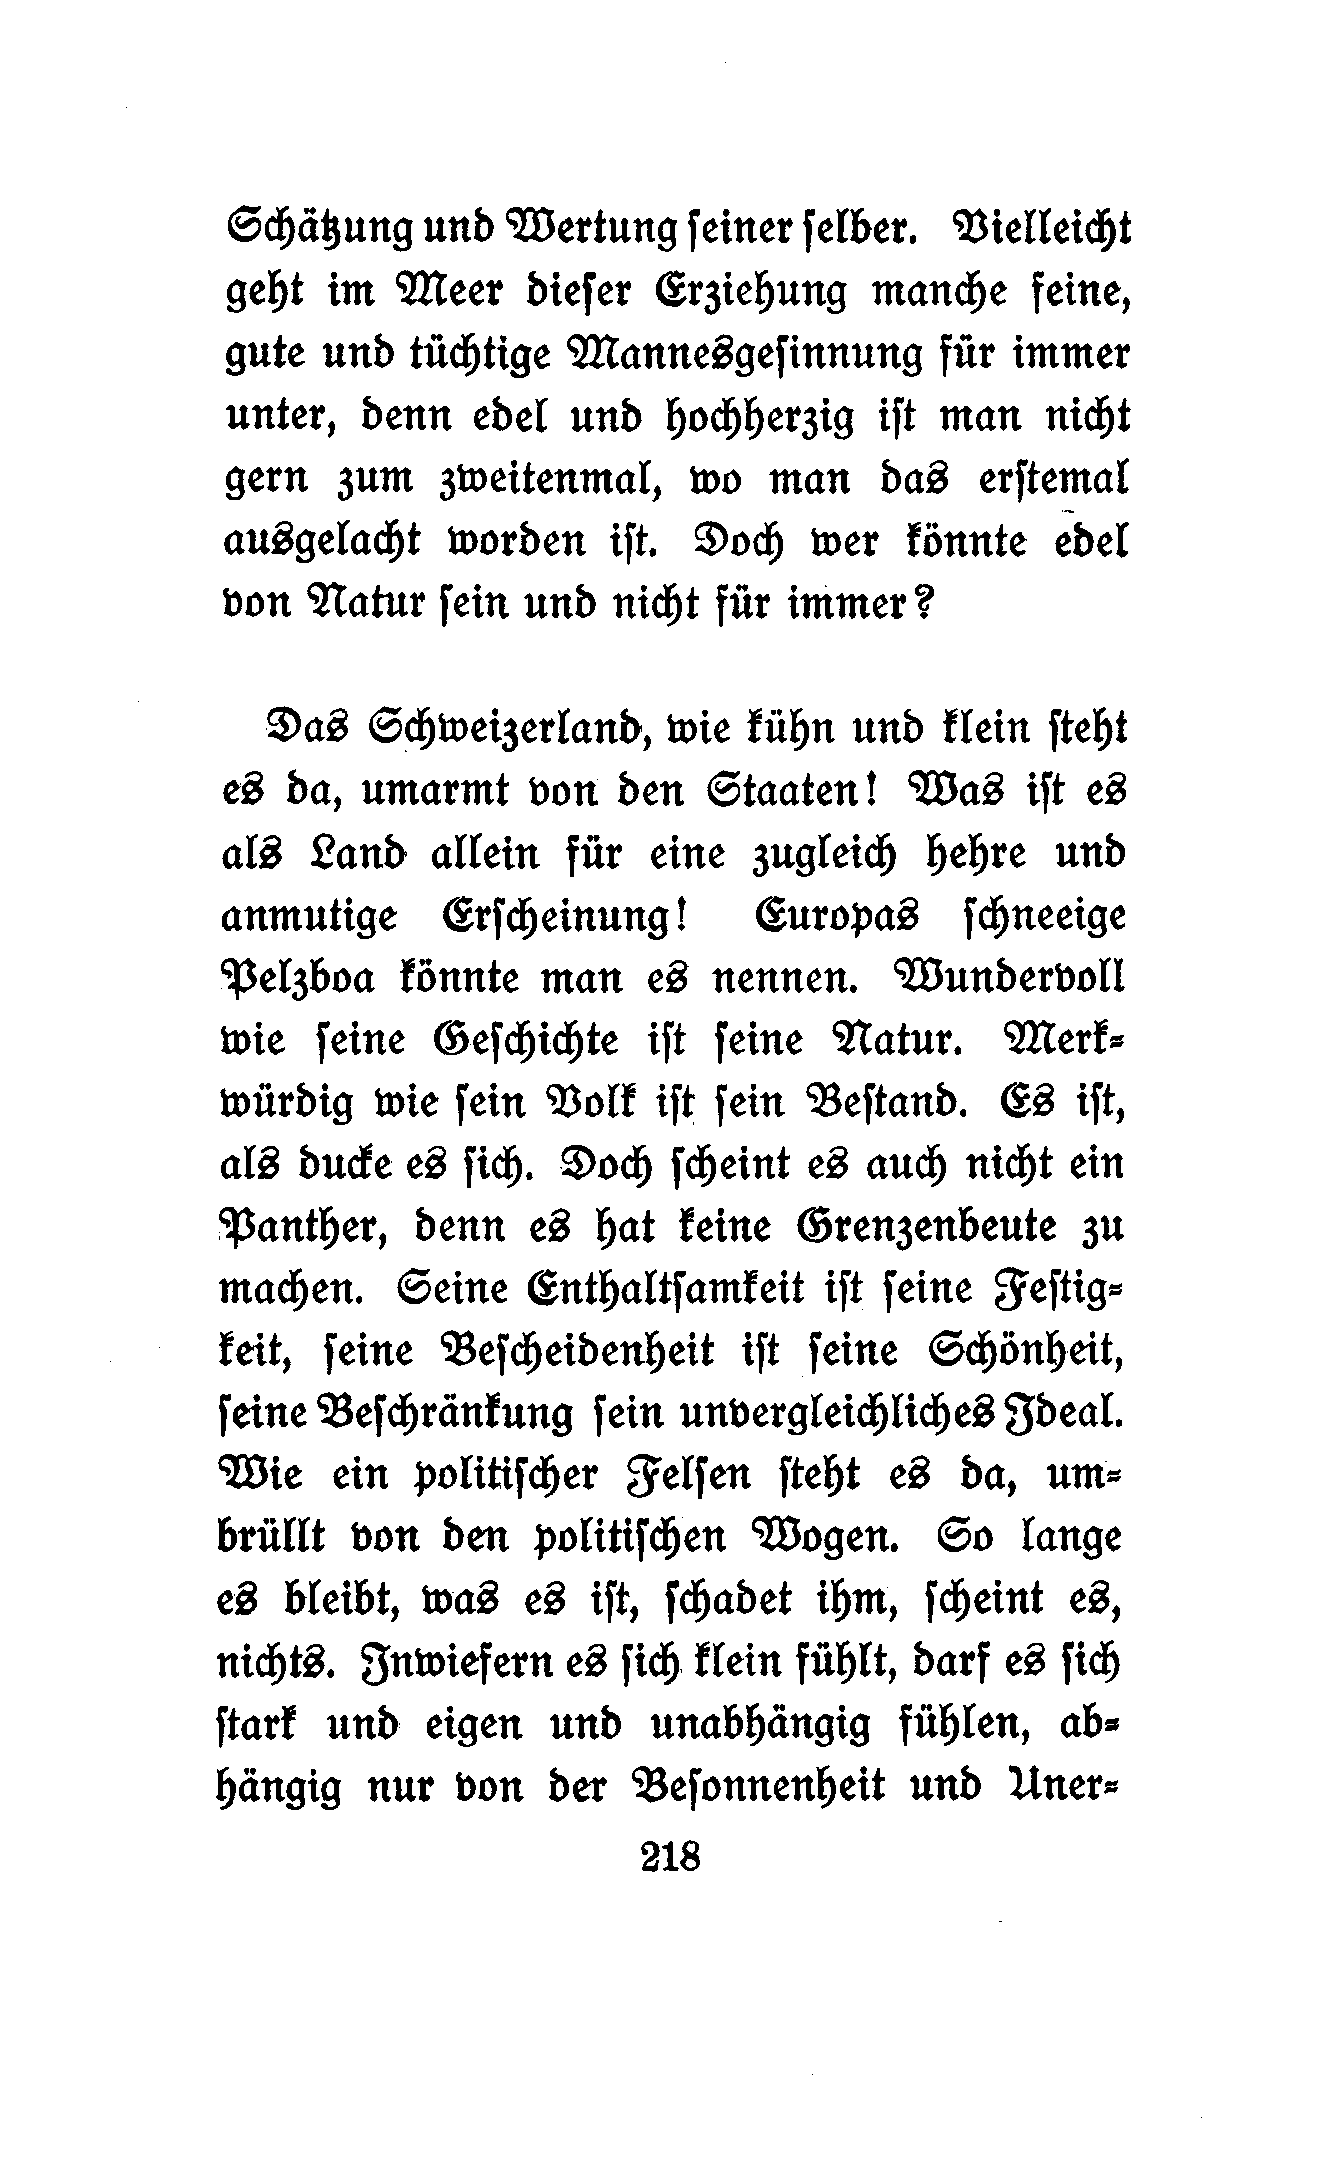 Schätzung und Wertung seiner selber. Vielleicht
geht im Meer dieser Erziehung manche feine,
gute und tüchtige Mannesgesinnung für immer
unter, denn edel und hochherzig ist man nicht
gern zum zweitenmal, wo man das erstemal
ausgelacht worden ist. Doch wer könnte edel
von Natur sein und nicht für immer?
Das Schweizerland, wie kühn und klein steht
es da, umarmt von den Staaten! Was ist es
als Land allein für eine zugleich hehre und
anmutige Erscheinung! Europas schneeige
Pelzboa könnte man es nennen. Wundervoll
wie seine Geschichte ist seine Natur. Merk-
würdig wie sein Volk ist sein Bestand. Es ist,
als ducke es sich. Doch scheint es auch nicht ein
Panther, denn es hat keine Grenzenbeute zu
machen. Seine Enthaltsamkeit ist seine Festig-
keit, seine Bescheidenheit ist seine Schönheit,
seine Beschränkung sein unvergleichliches Ideal.
Wie ein politischer Felsen steht es da, um-
brüllt von den politischen Wogen. So lange
es bleibt, was es ist, schadet ihm, scheint es,
nichts. Inwiefern es sich klein fühlt, darf es sich
stark und eigen und unabhängig fühlen, ab-
hängig nur von der Besonnenheit und Uner-
218